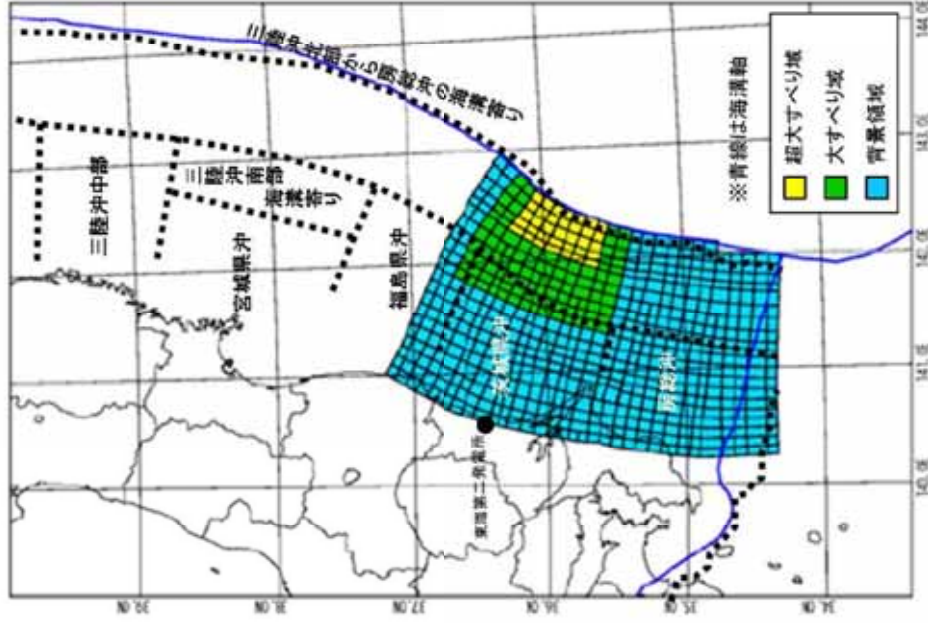 三陸沖北部から房総沖の海溝寄り
三陸沖中部
三陸沖南部
海溝寄り
宮城県沖
福島県沖
茨城県沖
房総沖
東海第二発電所
※青線は海溝軸
超大すべり域
大すべり域
背景領域
39.0N
38.0N
37.0N
36.0N
35.0N
34.0N
140.0E
141.0E
142.0E
143.0E
144.0E